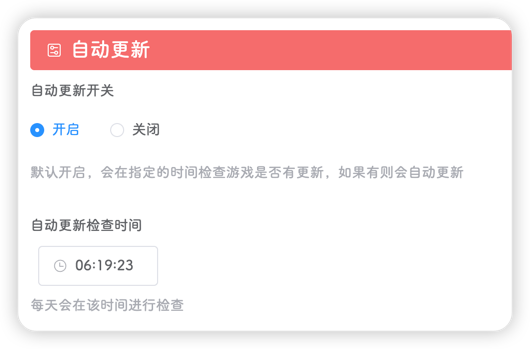 自动更新
自动更新开关
开启 关闭
默认开启，会在指定的时间检查游戏是否有更新，如果有则会自动更新
自动更新检查时间
06:19:23
每天会在该时间进行检查